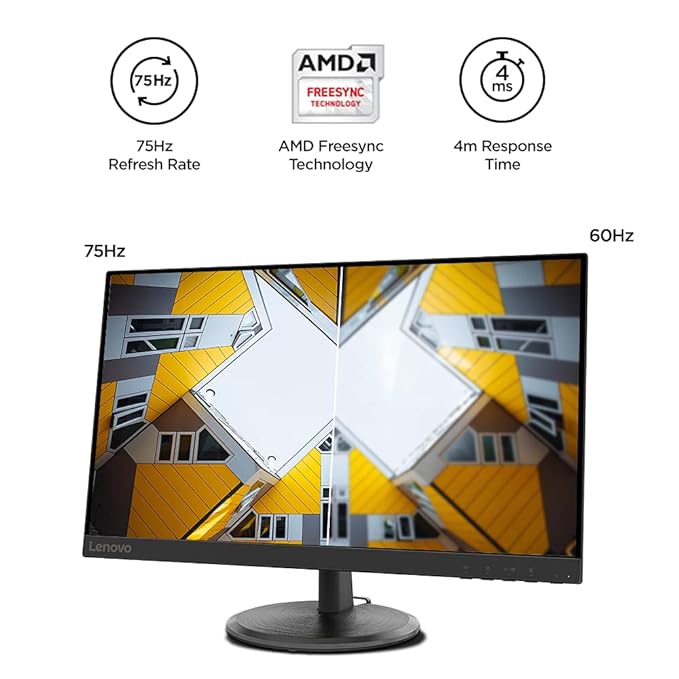 75Hz
75Hz
Refresh Rate
AMD
FREESYNC
TECHNOLOGY
AMD Freesync
Technology
4
ms
4m Response
Time
75Hz
60Hz
Lenovo